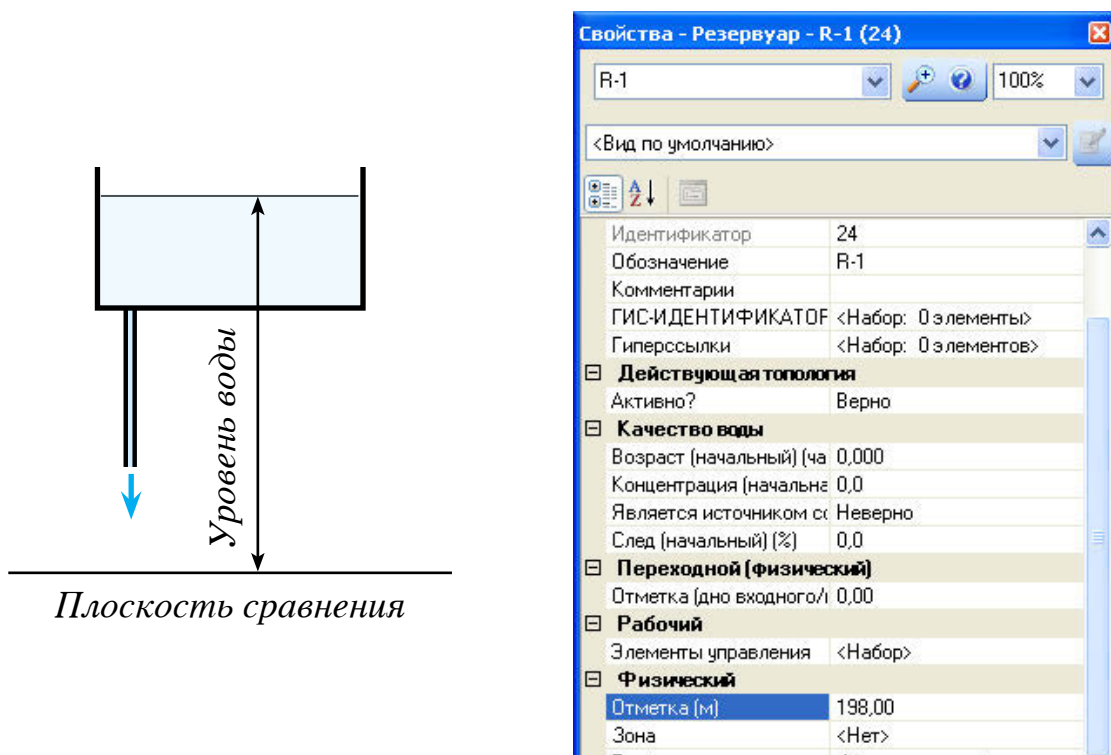 Уровень воды
Плоскость сравнения
Свойства - Резервуар - R-1 (24)
R-1
100%
<Вид по умолчанию>
Идентификатор 24
Обозначение R-1
Комментарии
ГИС-ИДЕНТИФИКАТОР <Набор: 0 элементы>
Гиперссылки <Набор: 0 элементов>
Действующая топология
Активно? Верно
Качество воды
Возраст (начальный) (ча 0,000
Концентрация (начальна 0,0
Является источником со Неверно
След (начальный) (%) 0,0
Переходной (физический)
Отметка (дно входного/ 0,00
Рабочий
Элементы управления <Набор>
Физический
Отметка (м) 198,00
Зона <Нет>